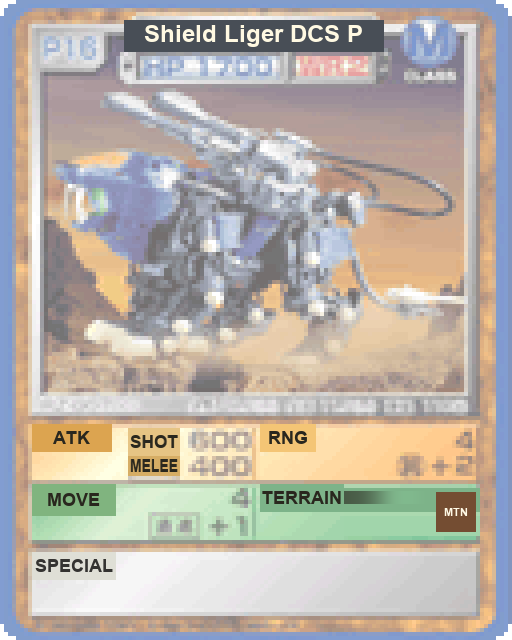 Shield Liger DCS P
P16
M
CLASS
HP 1700
ATK
SHOT 600
MELEE 400
RNG 4
+2
MOVE 4
+1
TERRAIN
MTN
SPECIAL